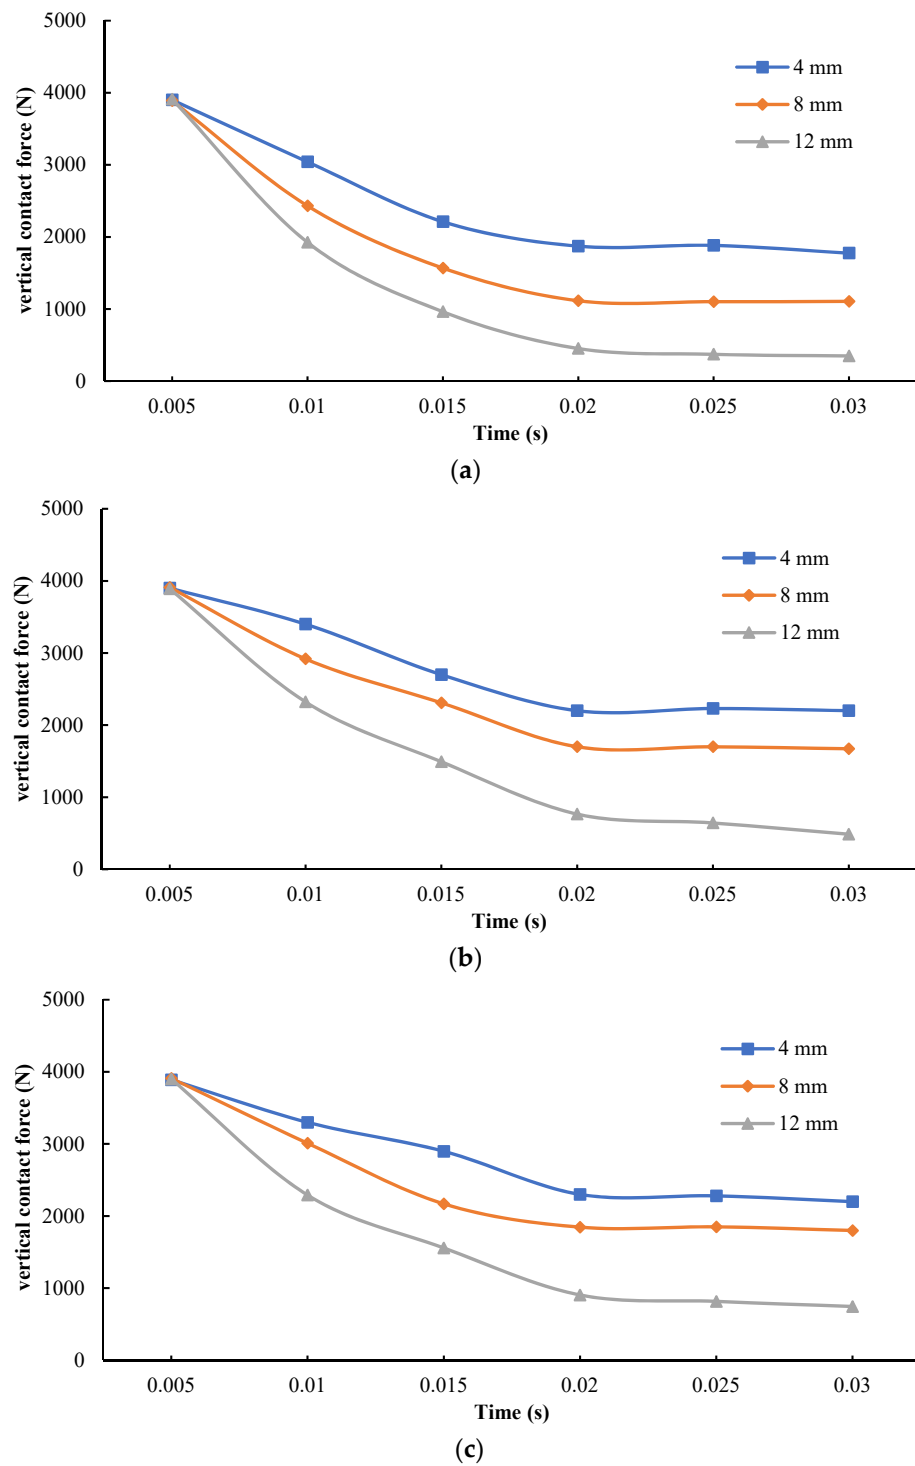 5000
4000
3000
2000
1000
0
vertical contact force (N)
4 mm
8 mm
12 mm
0.005 0.01 0.015 0.02 0.025 0.03
Time (s)
(a)
5000
4000
3000
2000
1000
0
vertical contact force (N)
4 mm
8 mm
12 mm
0.005 0.01 0.015 0.02 0.025 0.03
Time (s)
(b)
5000
4000
3000
2000
1000
0
vertical contact force (N)
4 mm
8 mm
12 mm
0.005 0.01 0.015 0.02 0.025 0.03
Time (s)
(c)